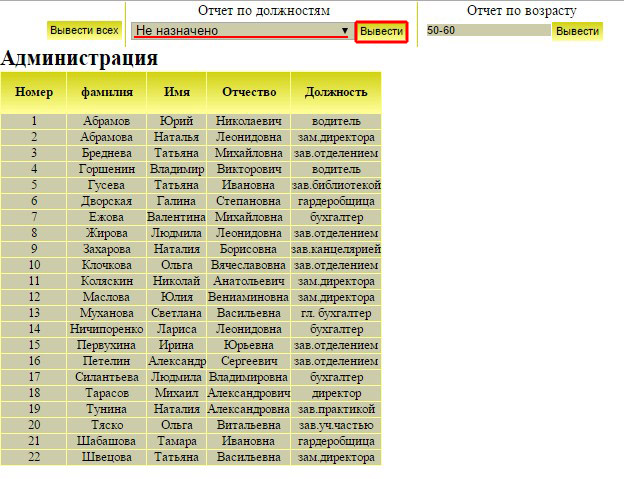 Отчет по должностям
Отчет по возрасту
Вывести всех
Не назначено
Вывести
50-60
Вывести
Администрация
Номер фамилия Имя Отчество Должность
1 Абрамов Юрий Николаевич водитель
2 Абрамова Наталья Леонидовна зам.директора
3 Бреднева Татьяна Михайловна зав.отделением
4 Горшенин Владимир Викторович водитель
5 Гусева Татьяна Ивановна зав.библиотекой
6 Дворская Галина Степановна гардеробщица
7 Ежова Валентина Михайловна бухгалтер
8 Жирова Людмила Леонидовна зав.отделением
9 Захарова Наталия Борисовна зав.канцелярией
10 Клочкова Ольга Вячеславовна зав.отделением
11 Коляскин Николай Анатольевич зам.директора
12 Маслова Юлия Вениаминовна зам.директора
13 Муханова Светлана Васильевна гл. бухгалтер
14 Ничипоренко Лариса Леонидовна бухгалтер
15 Первухина Ирина Юрьевна зав.отделением
16 Петелин Александр Сергеевич зав.отделением
17 Силантьева Людмила Владимировна бухгалтер
18 Тарасов Михаил Александрович директор
19 Тунина Наталия Александровна зав.практикой
20 Тяско Ольга Витальевна зав.уч.частью
21 Шабашова Тамара Ивановна гардеробщица
22 Швецова Татьяна Васильевна зам.директора